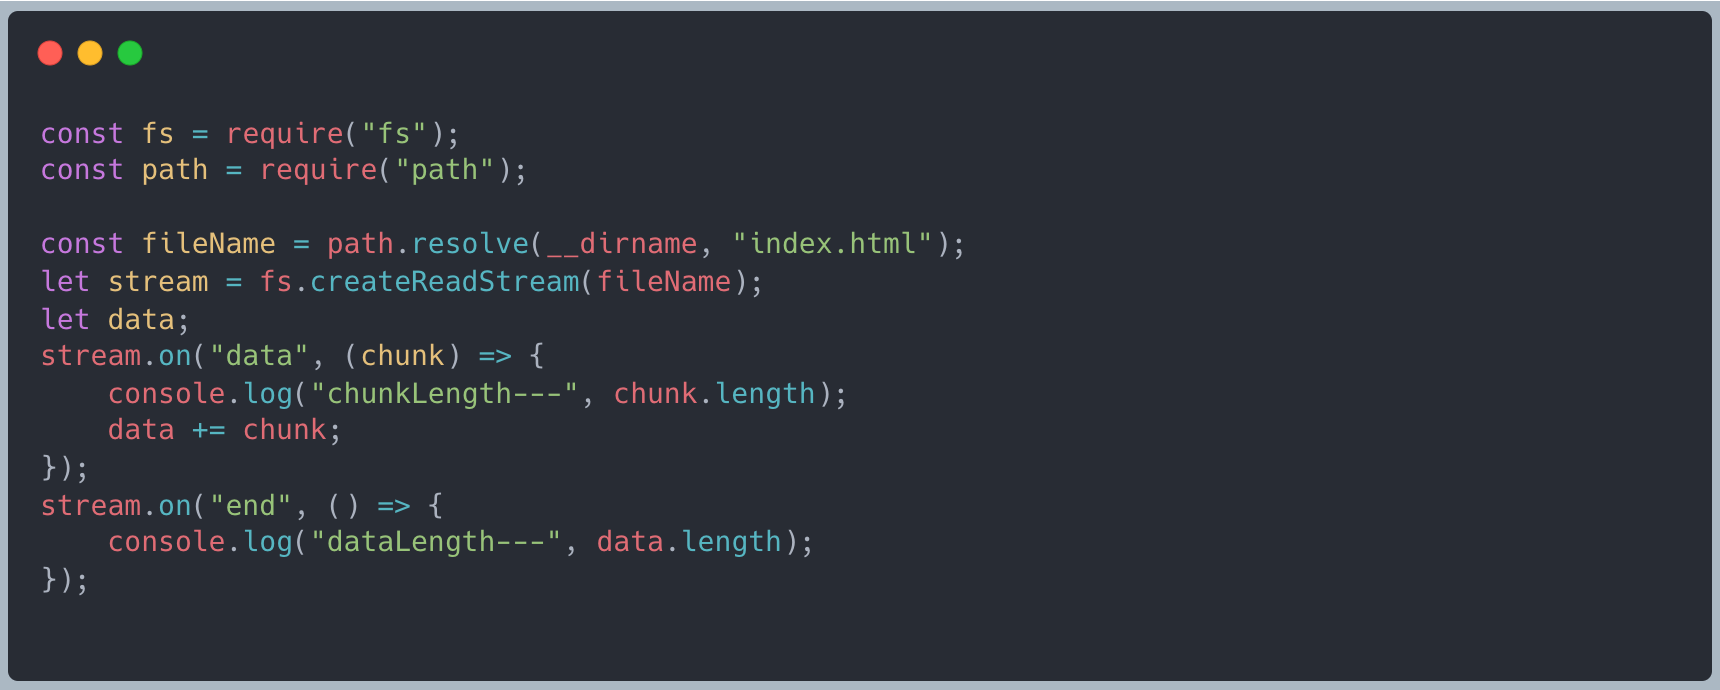 const fs = require("fs");
const path = require("path");

const fileName = path.resolve(__dirname, "index.html");
let stream = fs.createReadStream(fileName);
let data;
stream.on("data", (chunk) => {
    console.log("chunkLength---", chunk.length);
    data += chunk;
});
stream.on("end", () => {
    console.log("dataLength---", data.length);
});